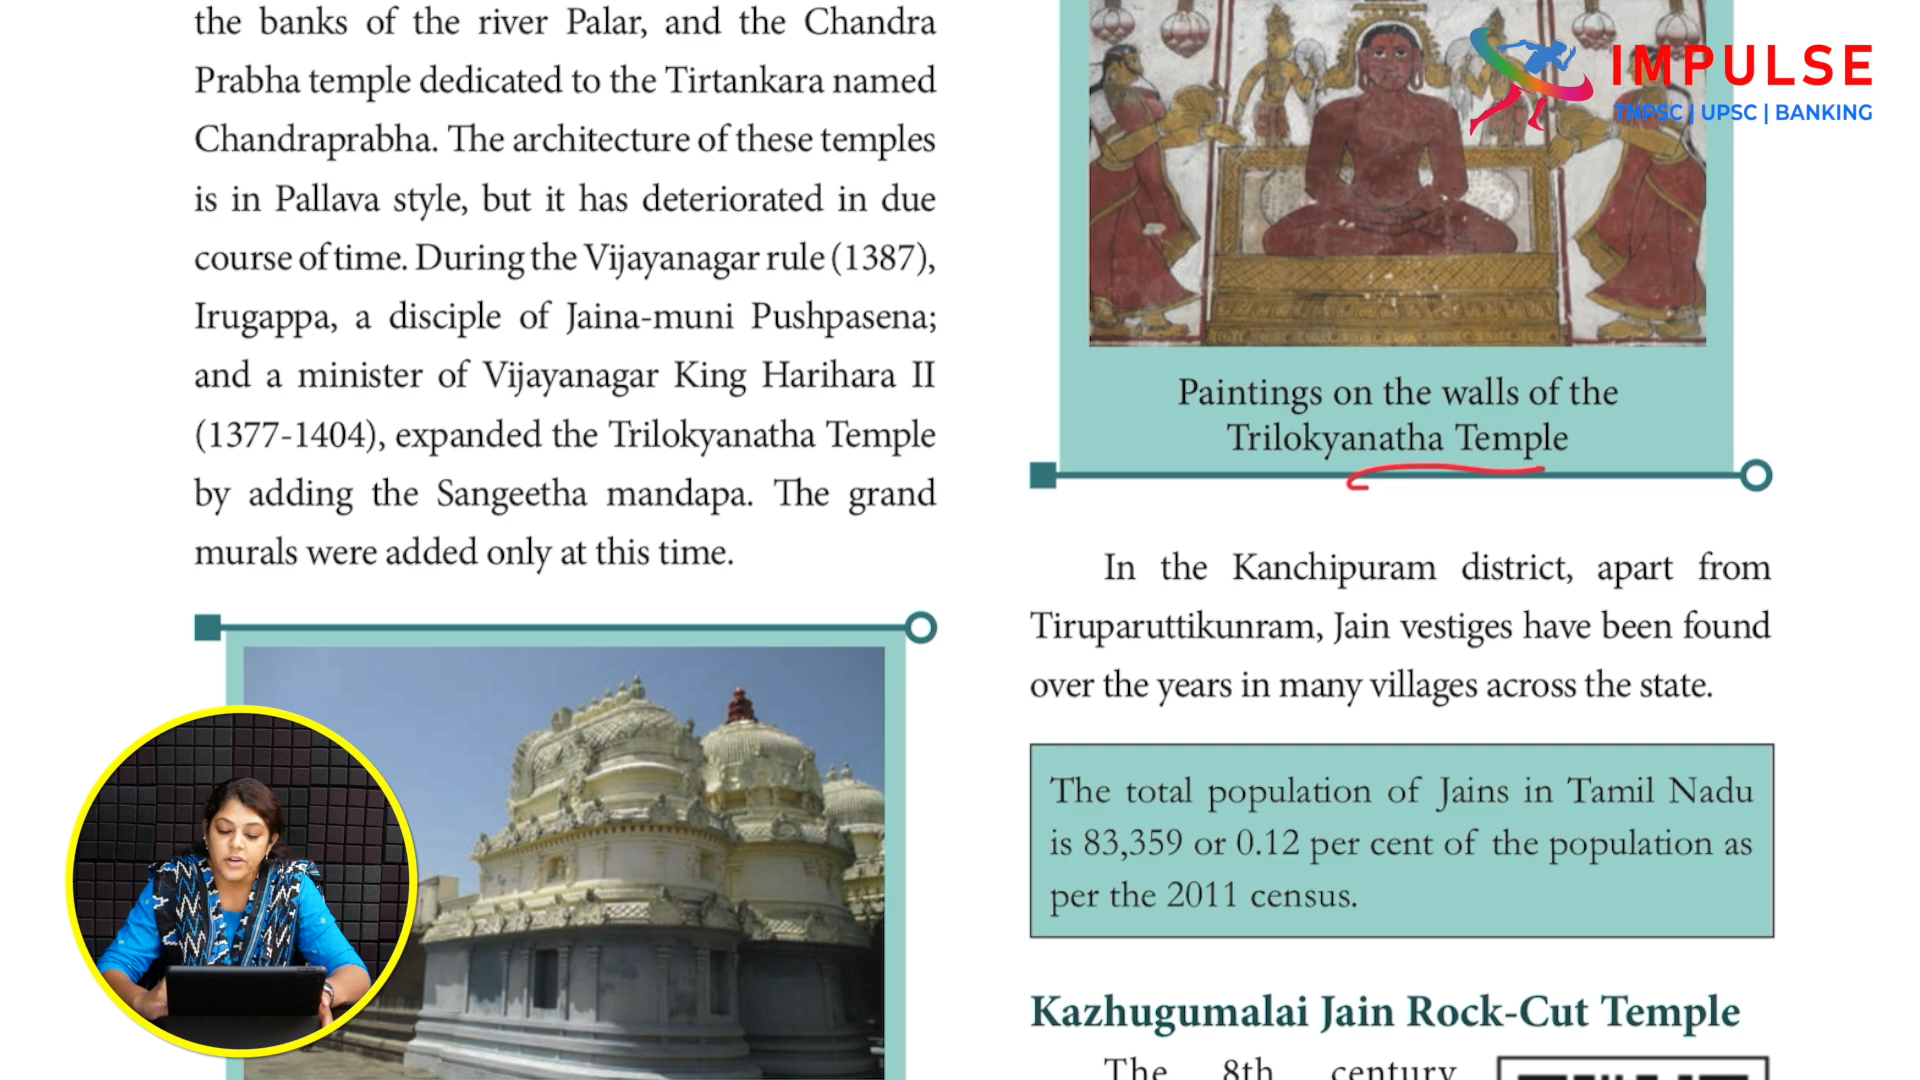 the banks of the river Palar, and the Chandra
Prabha temple dedicated to the Tirtankara named
Chandraprabha. The architecture of these temples
is in Pallava style, but it has deteriorated in due
course of time. During the Vijayanagar rule (1387),
Irugappa, a disciple of Jaina-muni Pushpasena;
and a minister of Vijayanagar King Harihara II
(1377-1404), expanded the Trilokyanatha Temple
by adding the Sangeetha mandapa. The grand
murals were added only at this time.
IMPULSE
TNPSC | UPSC | BANKING
Paintings on the walls of the
Trilokyanatha Temple
In the Kanchipuram district, apart from
Tiruparuttikunram, Jain vestiges have been found
over the years in many villages across the state.
The total population of Jains in Tamil Nadu
is 83,359 or 0.12 per cent of the population as
per the 2011 census.
Kazhugumalai Jain Rock-Cut Temple
The 8th century